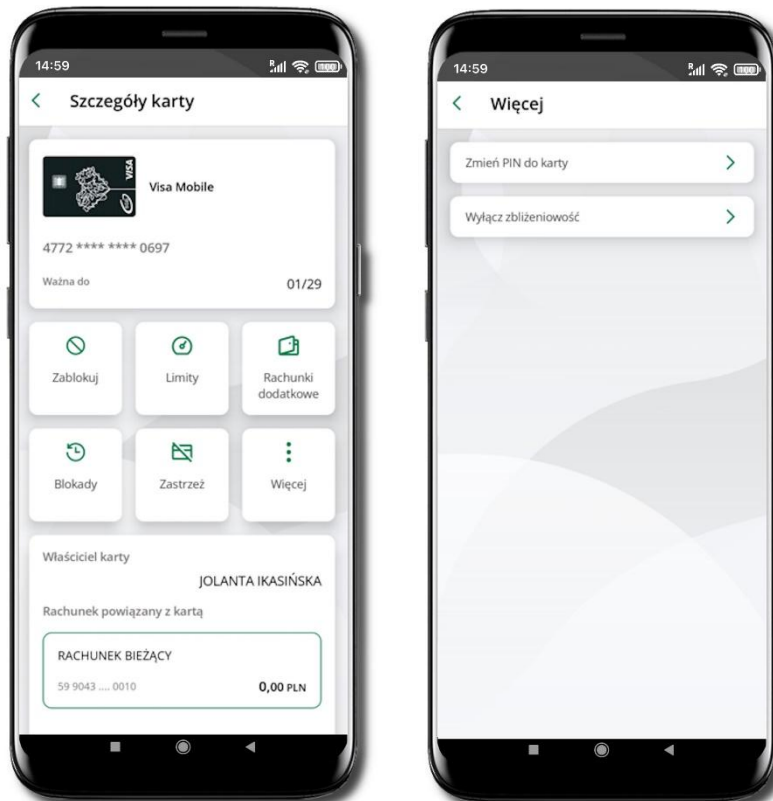 14:59
Szczegóły karty
VISA
Visa Mobile
4772 **** **** 0697
Ważna do
01/29
Zablokuj
Limity
Rachunki
dodatkowe
Blokady
Zastrzeż
Więcej
Właściciel karty
JOLANTA IKASIŃSKA
Rachunek powiązany z kartą
RACHUNEK BIEŻĄCY
59 9043 .... 0010
0,00 PLN
14:59
Więcej
Zmień PIN do karty
Wyłącz zbliżeniowość